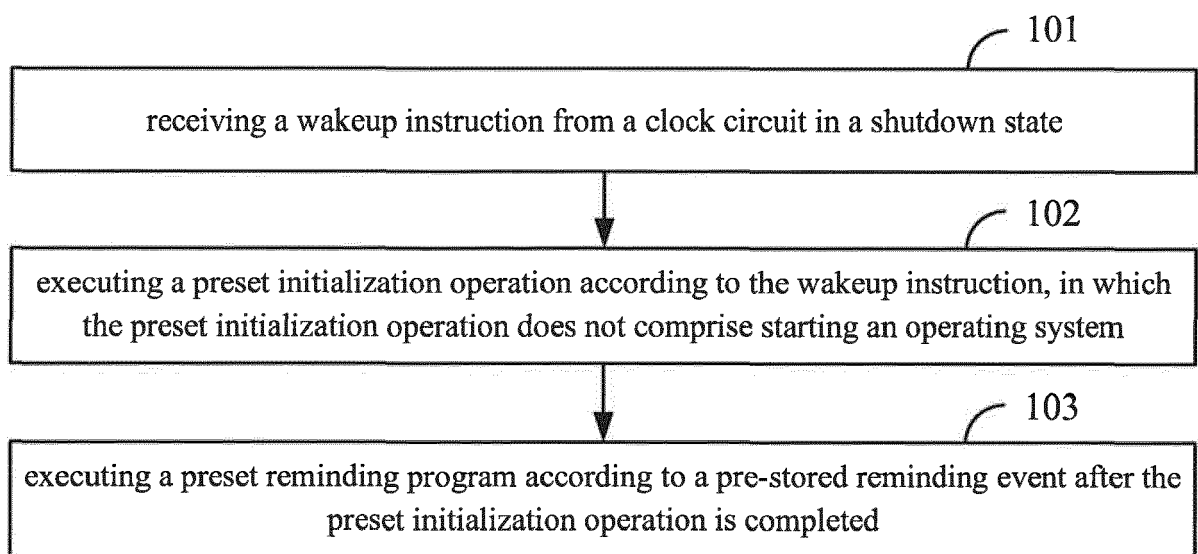 101
receiving a wakeup instruction from a clock circuit in a shutdown state
102
executing a preset initialization operation according to the wakeup instruction, in which
the preset initialization operation does not comprise starting an operating system
103
executing a preset reminding program according to a pre-stored reminding event after the
preset initialization operation is completed